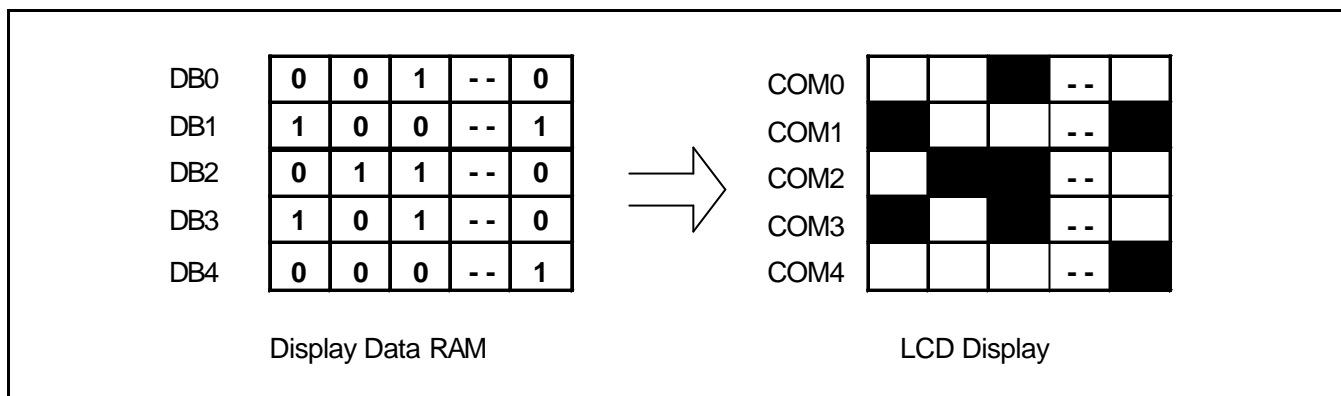 DB0 0 0 1 -- 0 COM0 --
DB1 1 0 0 -- 1 COM1 --
DB2 0 1 1 -- 0 COM2 --
DB3 1 0 1 -- 0 COM3 --
DB4 0 0 0 -- 1 COM4 --
Display Data RAM LCD Display